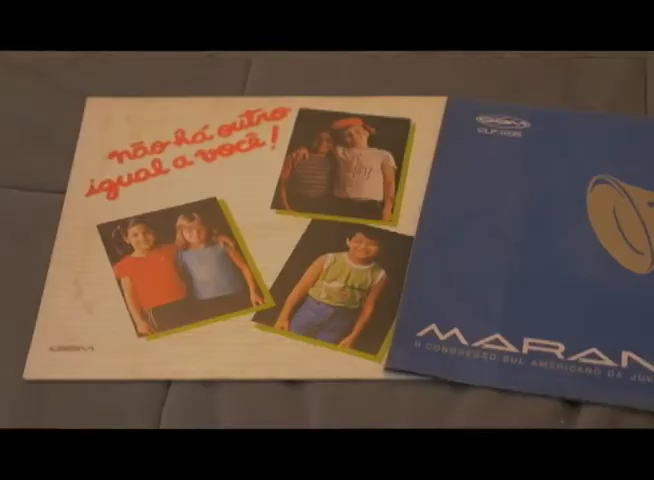 não há outro
igual a você!
MARAN
II CONGRESSO SUL AMERICANO DA JUV